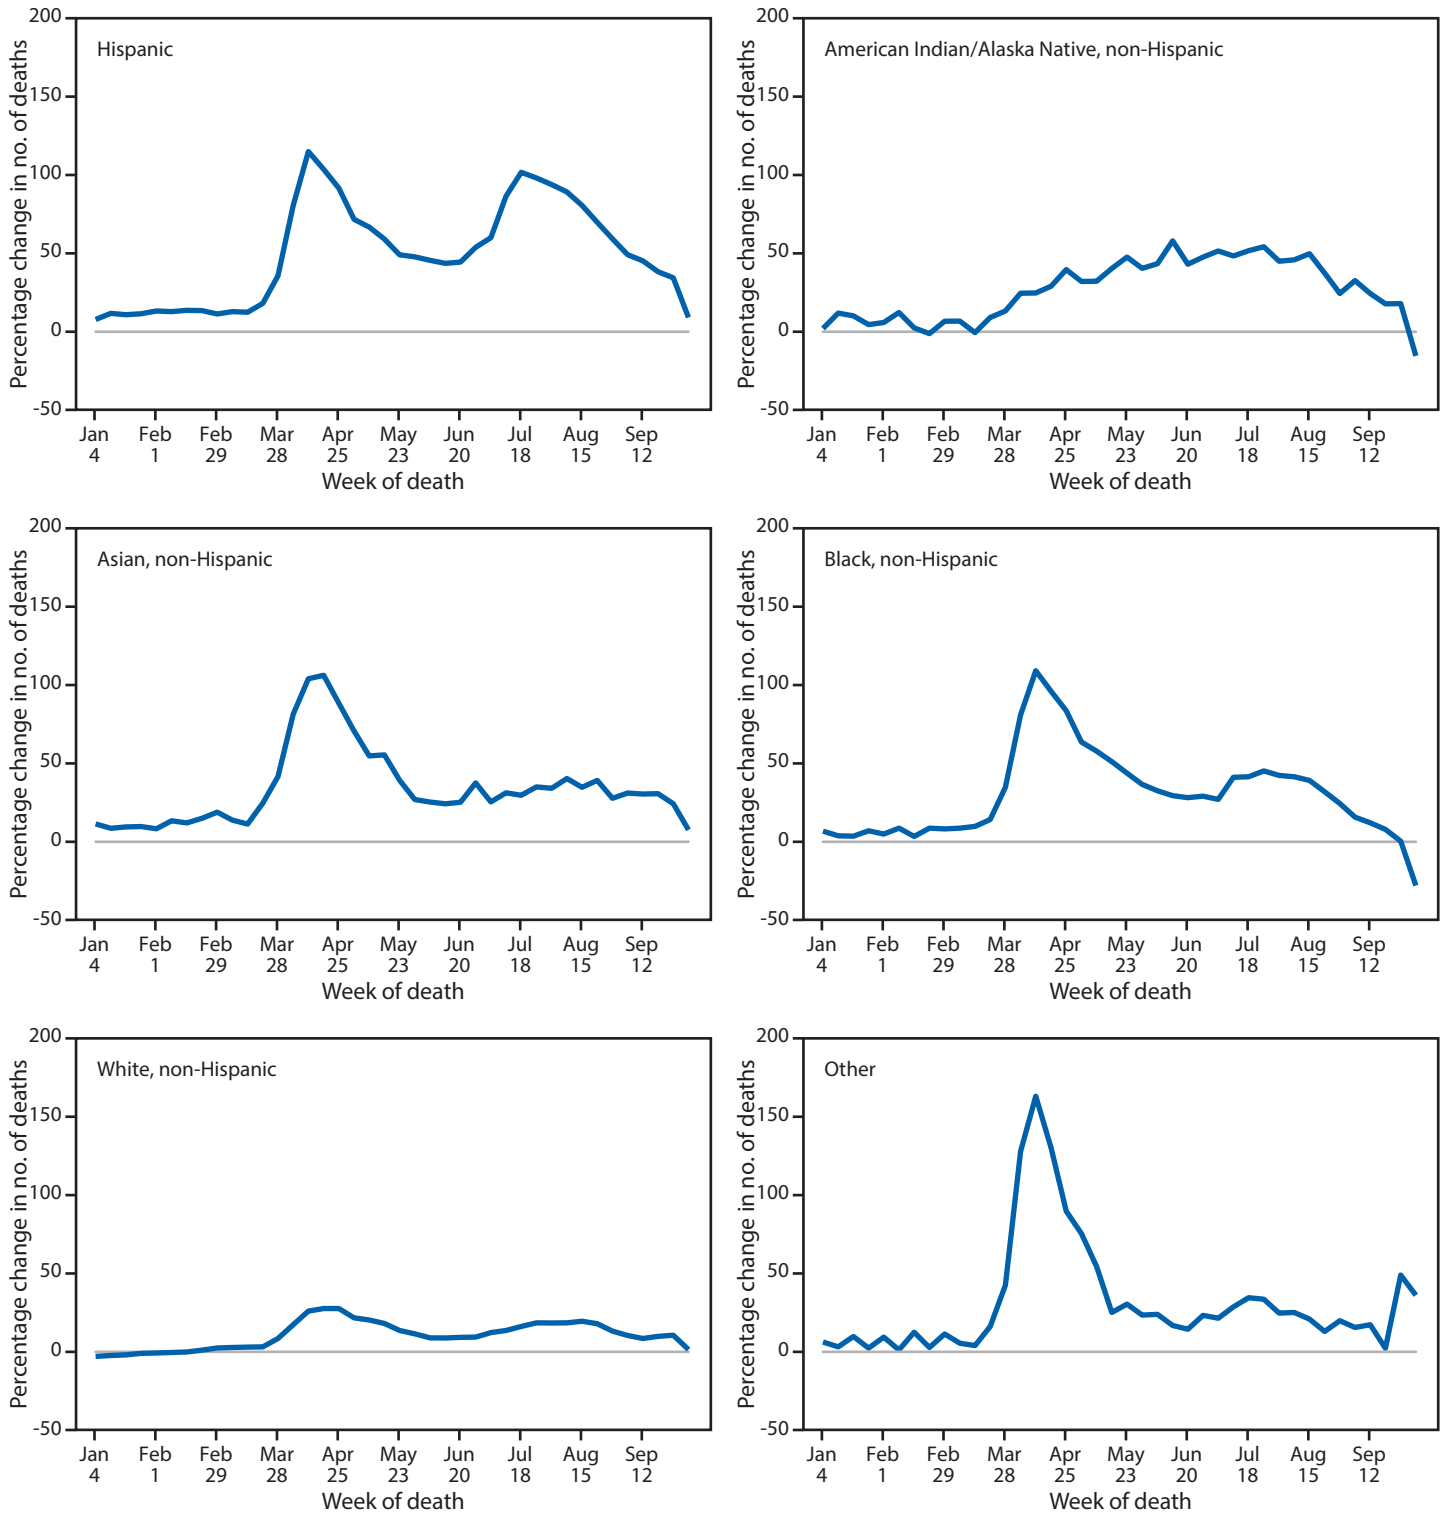 Hispanic
Percentage change in no. of deaths
200
150
100
50
0
-50
Jan Feb Feb Mar Apr May Jun Jul Aug Sep
4 1 29 28 25 23 20 18 15 12
Week of death
American Indian/Alaska Native, non-Hispanic
Percentage change in no. of deaths
200
150
100
50
0
-50
Jan Feb Feb Mar Apr May Jun Jul Aug Sep
4 1 29 28 25 23 20 18 15 12
Week of death
Asian, non-Hispanic
Percentage change in no. of deaths
200
150
100
50
0
-50
Jan Feb Feb Mar Apr May Jun Jul Aug Sep
4 1 29 28 25 23 20 18 15 12
Week of death
Black, non-Hispanic
Percentage change in no. of deaths
200
150
100
50
0
-50
Jan Feb Feb Mar Apr May Jun Jul Aug Sep
4 1 29 28 25 23 20 18 15 12
Week of death
White, non-Hispanic
Percentage change in no. of deaths
200
150
100
50
0
-50
Jan Feb Feb Mar Apr May Jun Jul Aug Sep
4 1 29 28 25 23 20 18 15 12
Week of death
Other
Percentage change in no. of deaths
200
150
100
50
0
-50
Jan Feb Feb Mar Apr May Jun Jul Aug Sep
4 1 29 28 25 23 20 18 15 12
Week of death